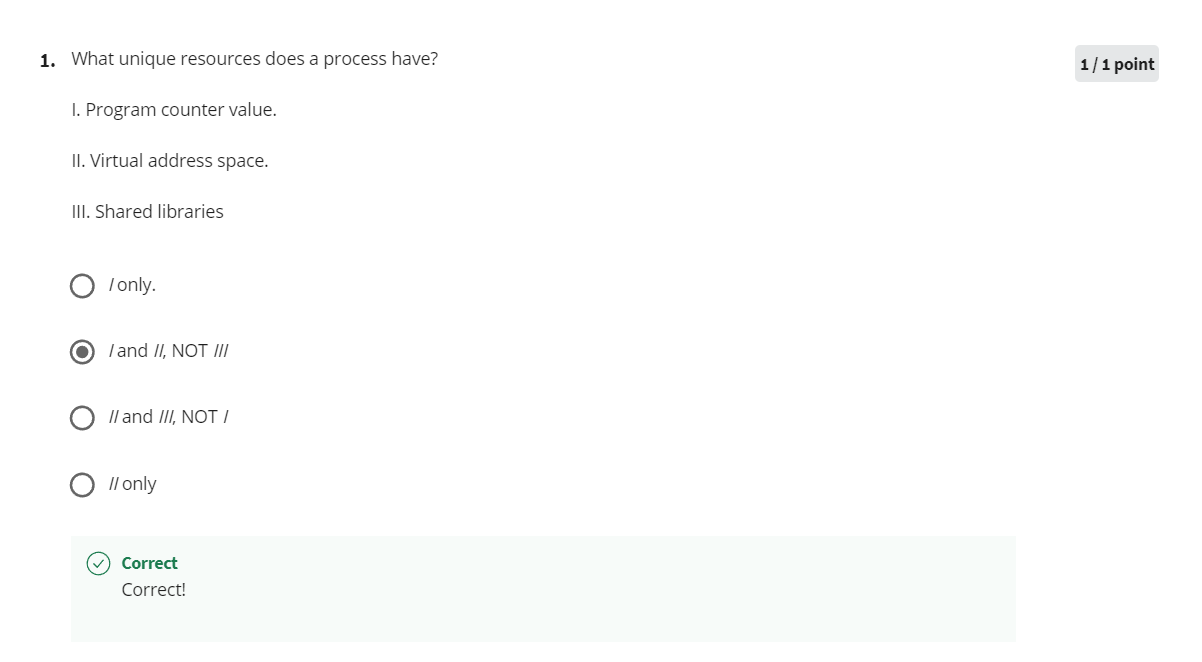 1. What unique resources does a process have?
1 / 1 point
I. Program counter value.
II. Virtual address space.
III. Shared libraries
I only.
I and II, NOT III
II and III, NOT I
II only
Correct
Correct!